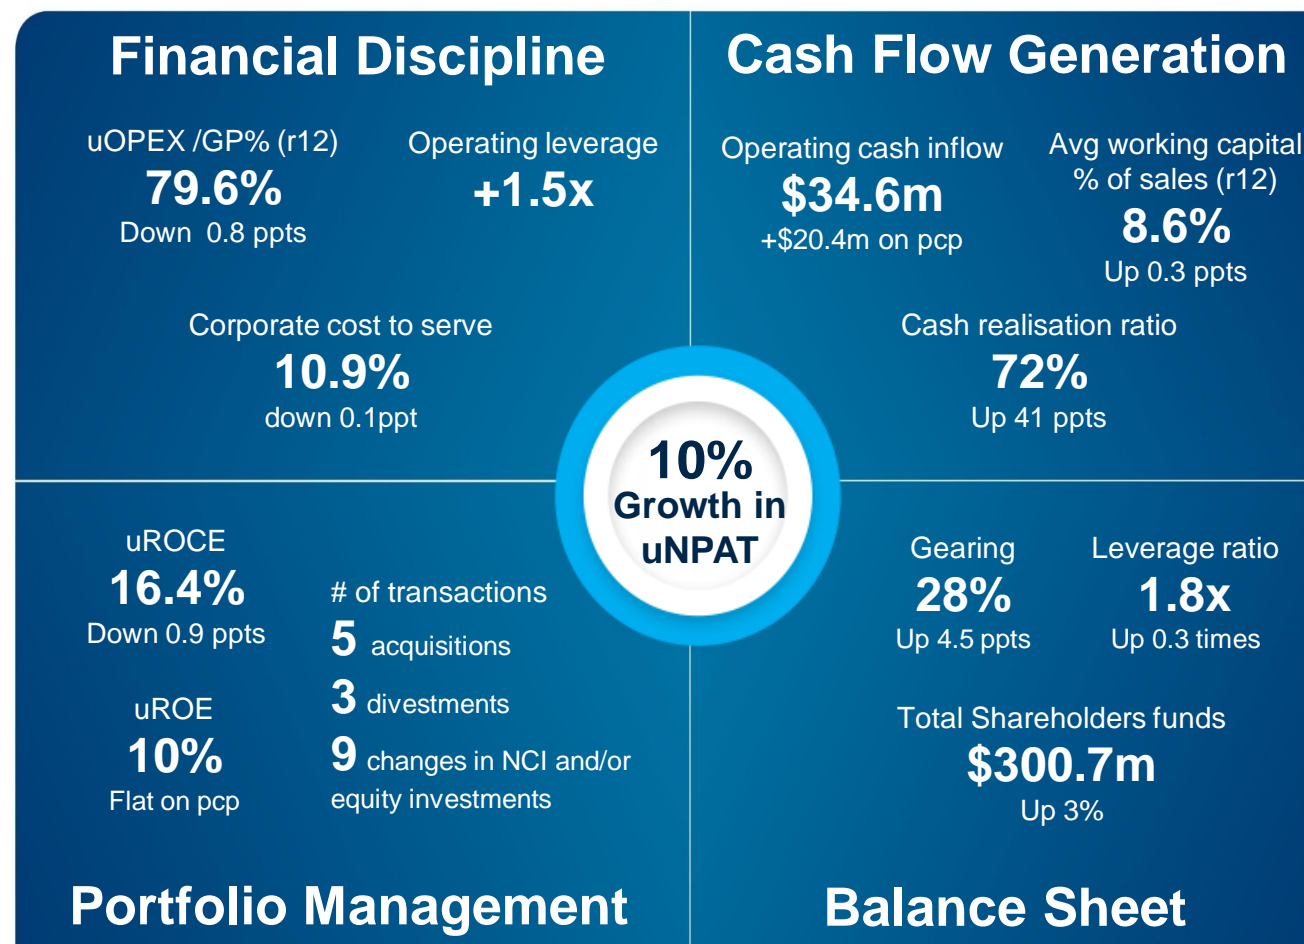 Financial Discipline
uOPEX /GP% (r12)
79.6%
Down 0.8 ppts
Operating leverage
+1.5x
Corporate cost to serve
10.9%
down 0.1ppt
Cash Flow Generation
Operating cash inflow
$34.6m
+$20.4m on pcp
Avg working capital
% of sales (r12)
8.6%
Up 0.3 ppts
Cash realisation ratio
72%
Up 41 ppts
10%
Growth in
uNPAT
uROCE
16.4%
Down 0.9 ppts
uROE
10%
Flat on pcp
# of transactions
5 acquisitions
3 divestments
9 changes in NCI and/or
equity investments
Portfolio Management
Gearing
28%
Up 4.5 ppts
Leverage ratio
1.8x
Up 0.3 times
Total Shareholders funds
$300.7m
Up 3%
Balance Sheet